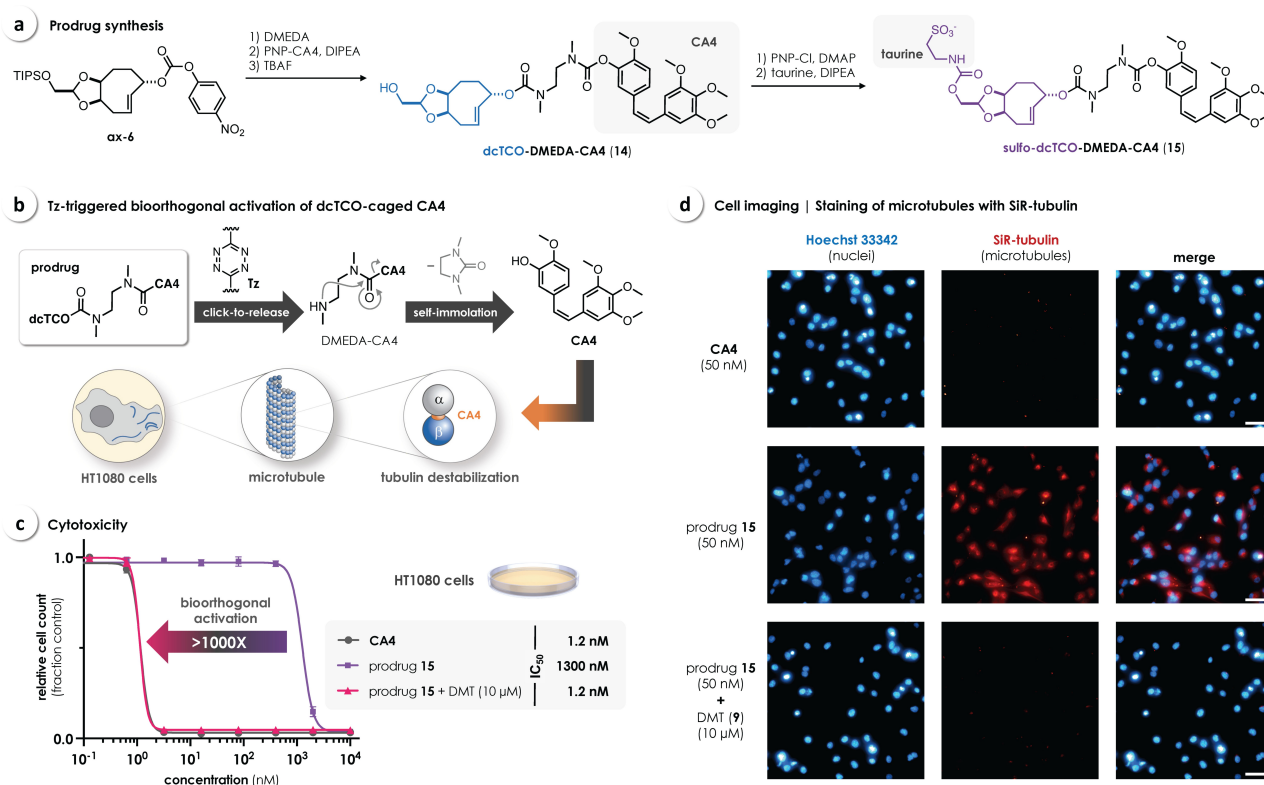 a Prodrug synthesis
TIPSO
O
O
O
O
O
NO2
ax-6
1) DMEDA
2) PNP-CA4, DIPEA
3) TBAF
HO
O
O
O
O
N
N
O
O
O
CA4
O
O
O
dcTCO-DMEDA-CA4 (14)
1) PNP-Cl, DMAP
2) taurine, DIPEA
SO3-
taurine
NH
O
O
O
O
O
O
N
N
O
O
O
O
O
O
sulfo-dcTCO-DMEDA-CA4 (15)
b Tz-triggered bioorthogonal activation of dcTCO-caged CA4
prodrug
N
CA4
O
O
dcTCO
N
N
N
N
N
Tz
click-to-release
N
CA4
O
HN
DMEDA-CA4
–
N
N
O
self-immolation
O
HO
O
O
O
CA4
α
β
CA4
HT1080 cells
microtubule
tubulin destabilization
c Cytotoxicity
relative cell count
(fraction control)
1.0
0.0
bioorthogonal
activation
>1000X
10-1
100
101
102
103
104
concentration (nM)
HT1080 cells
IC50
CA4 1.2 nM
prodrug 15 1300 nM
prodrug 15 + DMT (10 µM) 1.2 nM
d Cell imaging | Staining of microtubules with SiR-tubulin
Hoechst 33342
(nuclei)
SiR-tubulin
(microtubules)
merge
CA4
(50 nM)
prodrug 15
(50 nM)
prodrug 15
(50 nM)
+
DMT (9)
(10 µM)